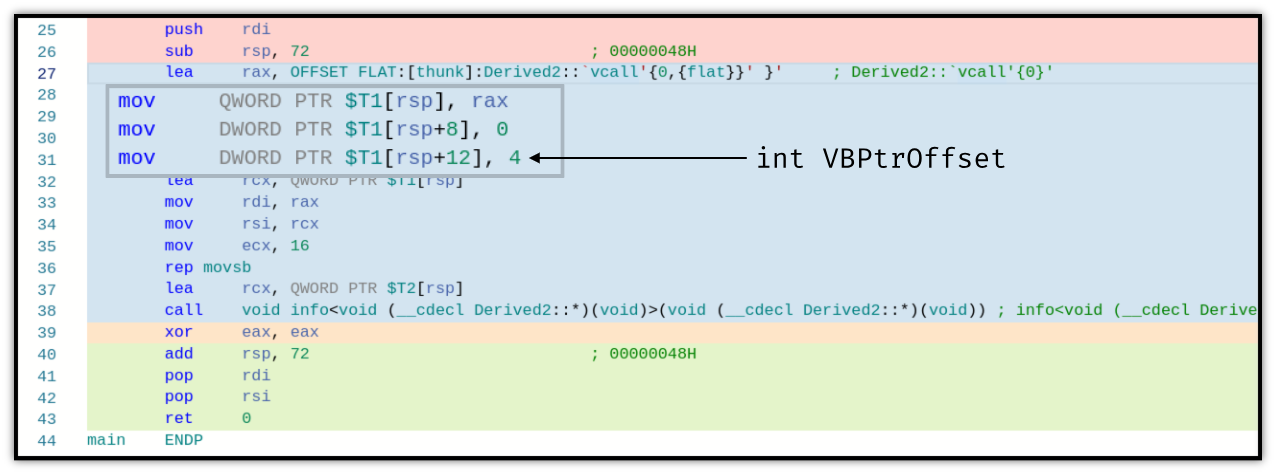 25 push rdi
26 sub rsp, 72 ; 00000048H
27 lea rax, OFFSET FLAT:[thunk]:Derived2::`vcall'{0,{flat}}' }' ; Derived2::`vcall'{0}'
28 mov QWORD PTR $T1[rsp], rax
29 mov DWORD PTR $T1[rsp+8], 0
30
31 mov DWORD PTR $T1[rsp+12], 4 int VBPtrOffset
32 lea rcx, QWORD PTR $T1[rsp]
33 mov rdi, rax
34 mov rsi, rcx
35 mov ecx, 16
36 rep movsb
37 lea rcx, QWORD PTR $T2[rsp]
38 call void info<void (__cdecl Derived2::*)(void)>(void (__cdecl Derived2::*)(void)) ; info<void (__cdecl Derive
39 xor eax, eax
40 add rsp, 72 ; 00000048H
41 pop rdi
42 pop rsi
43 ret 0
44 main ENDP